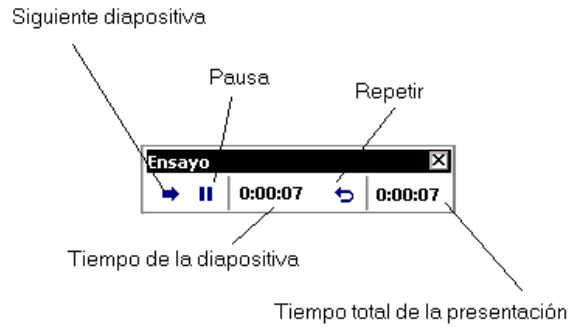 Siguiente diapositiva
Pausa
Repetir
Ensayo
0:00:07
0:00:07
Tiempo de la diapositiva
Tiempo total de la presentación